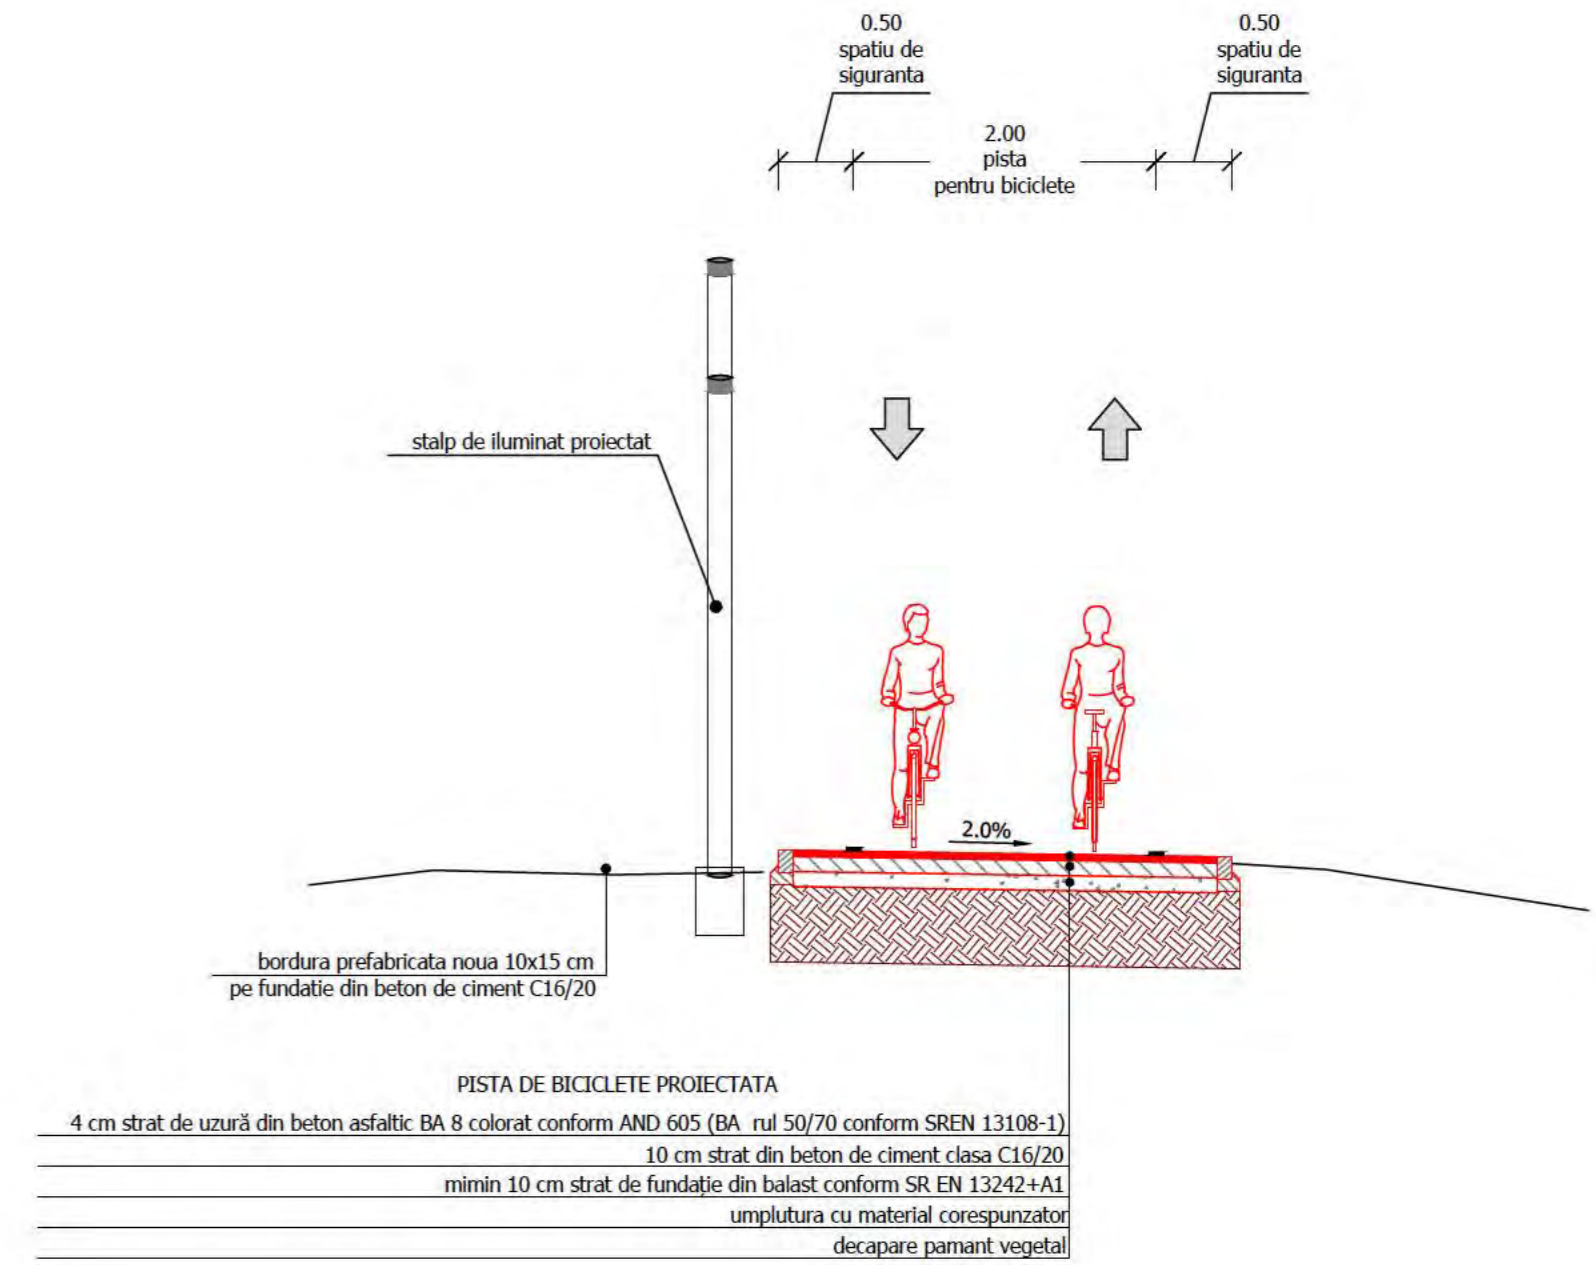 0.50
spatiu de
siguranta
0.50
spatiu de
siguranta
2.00
pista
pentru biciclete
stalp de iluminat proiectat
2.0%
bordura prefabricata noua 10x15 cm
pe fundatie din beton de ciment C16/20
PISTA DE BICICLETE PROIECTATA
4 cm strat de uzură din beton asfaltic BA 8 colorat conform AND 605 (BA rul 50/70 conform SREN 13108-1)
10 cm strat din beton de ciment clasa C16/20
mimin 10 cm strat de fundație din balast conform SR EN 13242+A1
umplutura cu material corespunzator
decapare pamant vegetal